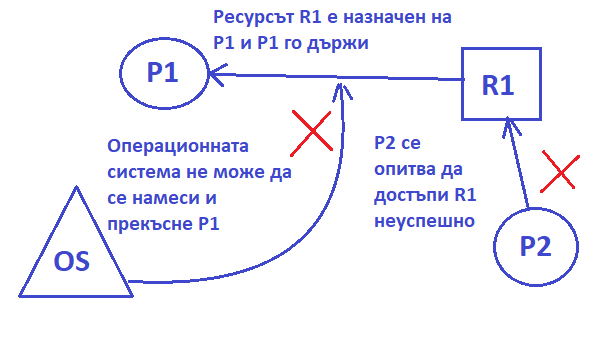 Ресурсът R1 е назначен на
P1 и P1 го държи
P1
R1
Операционната
система не може да
се намеси и
прекъсне P1
P2 се
опитва да
достъпи R1
неуспешно
OS
P2